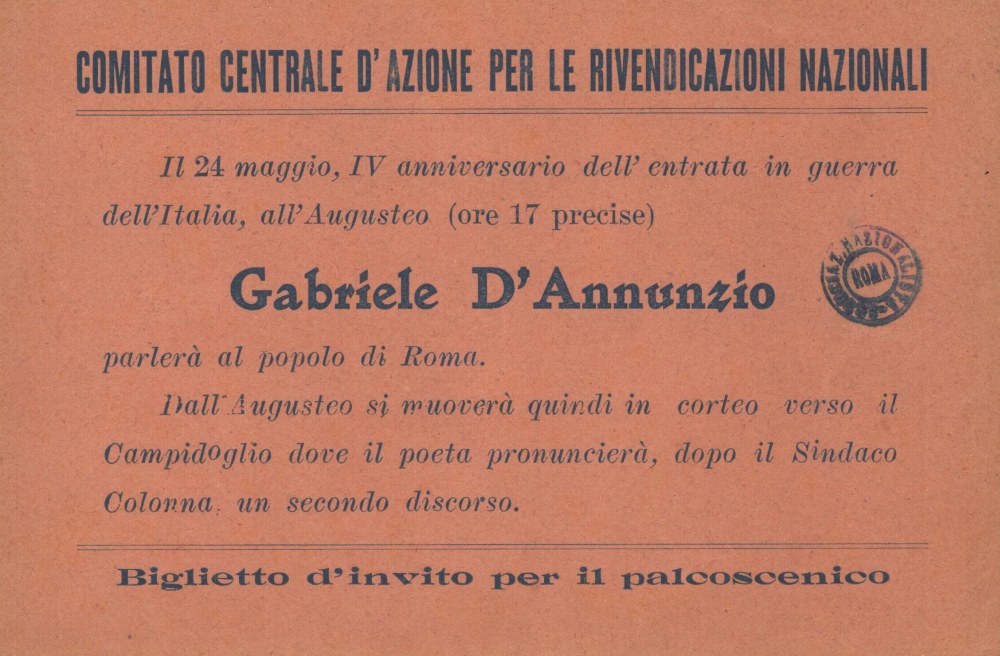 COMITATO CENTRALE D'AZIONE PER LE RIVENDICAZIONI NAZIONALI
Il 24 maggio, IV anniversario dell' entrata in guerra
dell'Italia, all'Augusteo (ore 17 precise)
Gabriele D'Annunzio
parlerà al popolo di Roma.
Dall'Augusteo si muoverà quindi in corteo verso il
Campidoglio dove il poeta pronuncierà, dopo il Sindaco
Colonna, un secondo discorso.
Biglietto d'invito per il palcoscenico
NAZIONALISTA
ROMA